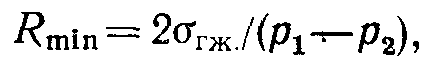 R_min = 2σ_гж./(p₁—p₂),